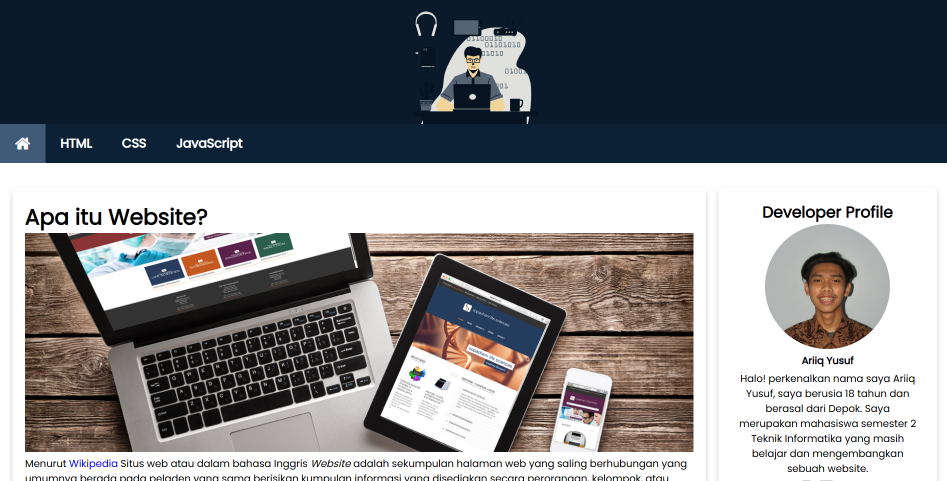 01100010
01101010
01010
HTML
CSS
JavaScript
Apa itu Website?
Menurut Wikipedia Situs web atau dalam bahasa Inggris Website adalah sekumpulan halaman web yang saling berhubungan yang
umumnya berada pada peladen yang sama berisikan kumpulan informasi yang disediakan secara perorangan, kelompok, atau
Developer Profile
Ariiq Yusuf
Halo! perkenalkan nama saya Ariiq
Yusuf, saya berusia 18 tahun dan
berasal dari Depok. Saya
merupakan mahasiswa semester 2
Teknik Informatika yang masih
belajar dan mengembangkan
sebuah website.